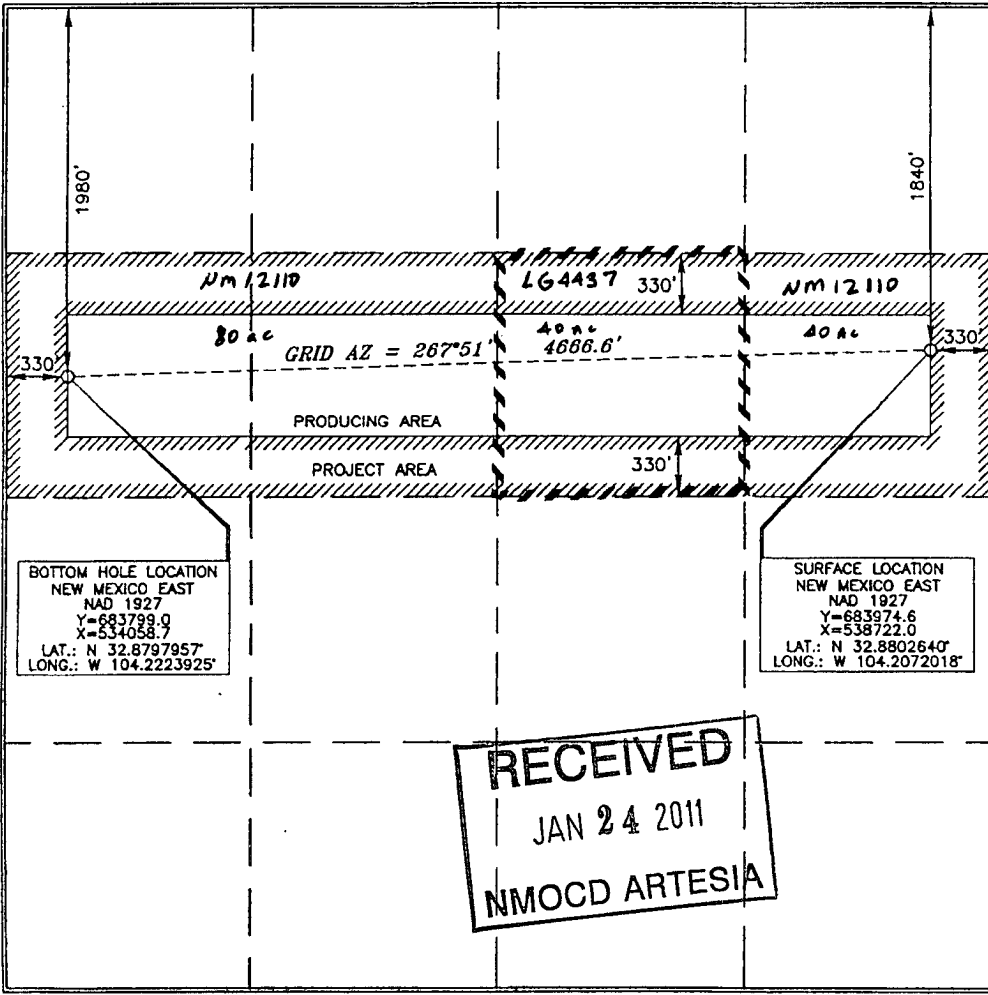 1980'
1840'
NM 12110
LG4437
330'
NM 12110
80 ac
40 ac
40 ac
330'
GRID AZ = 267°51'
4666.6'
330'
PRODUCING AREA
PROJECT AREA
330'
BOTTOM HOLE LOCATION
NEW MEXICO EAST
NAD 1927
Y=683799.0
X=534058.7
LAT.: N 32.8797957°
LONG.: W 104.2223925°
SURFACE LOCATION
NEW MEXICO EAST
NAD 1927
Y=683974.6
X=538722.0
LAT.: N 32.8802640°
LONG.: W 104.2072018°
RECEIVED
JAN 24 2011
NMOCD ARTESIA